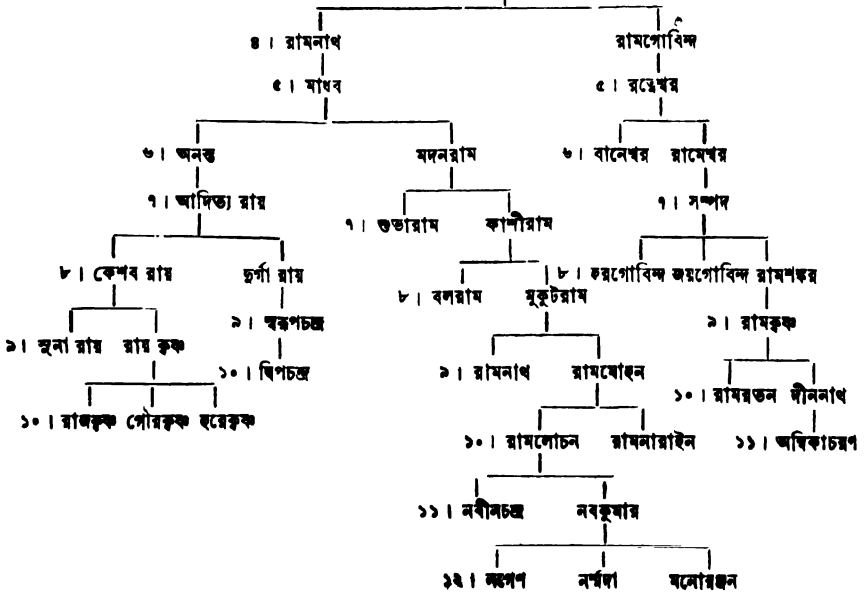 ৪। রামনাথ রামগোবিন্দ
৫। মাধব ৫। রত্নেশ্বর
৬। অনন্ত মদনরাম ৬। বানেশ্বর রামেশ্বর
৭। আদিত্য রায় ৭। শুভারাম কাশীরাম ৭। সম্পদ
৮। কেশব রায় দুর্গা রায় ৮। বলরাম মুকুটরাম ৮। জয়গোবিন্দ রামশঙ্কর
৯। সুনা রায় রায় কৃষ্ণ ৯। স্বরূপচন্দ্র ৯। রামনাথ রামমোহন ৯। রামকৃষ্ণ
১০। রাজকৃষ্ণ গৌরকৃষ্ণ হরেকৃষ্ণ ১০। দ্বিপচন্দ্র ১০। রামলোচন রামনারাইন ১০। রামরতন দীননাথ
১১। নবীনচন্দ্র নবকুমার ১১। অম্বিকাচরণ
১২। নগেণ নর্ম্মদা মনোরঞ্জন